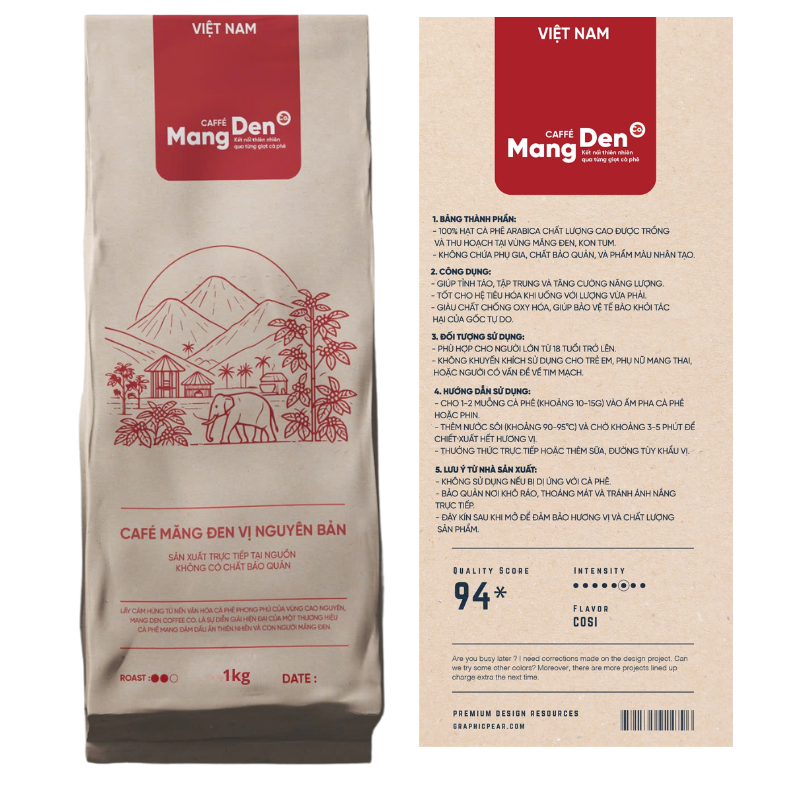 VIỆT NAM
CAFFÉ
Mang Den Co.
Kết nối thiên nhiên
qua từng giọt cà phê
CAFÉ MĂNG ĐEN VỊ NGUYÊN BẢN
SẢN XUẤT TRỰC TIẾP TẠI NGUỒN
KHÔNG CÓ CHẤT BẢO QUẢN
LẤY CẢM HỨNG TỪ NỀN VĂN HÓA CÀ PHÊ PHONG PHÚ CỦA VÙNG CAO NGUYÊN,
MANG DEN COFFEE CO. LÀ SỰ DIỄN GIẢI HIỆN ĐẠI CỦA MỘT THƯƠNG HIỆU
CÀ PHÊ MANG ĐẬM DẤU ẤN THIÊN NHIÊN VÀ CON NGƯỜI MĂNG ĐEN.
ROAST : 1kg DATE :
VIỆT NAM
CAFFÉ
Mang Den Co.
Kết nối thiên nhiên
qua từng giọt cà phê
1. BẢNG THÀNH PHẦN:
- 100% HẠT CÀ PHÊ ARABICA CHẤT LƯỢNG CAO ĐƯỢC TRỒNG
VÀ THU HOẠCH TẠI VÙNG MĂNG ĐEN, KON TUM.
- KHÔNG CHỨA PHỤ GIA, CHẤT BẢO QUẢN, VÀ PHẨM MÀU NHÂN TẠO.
2. CÔNG DỤNG:
- GIÚP TỈNH TÁO, TẬP TRUNG VÀ TĂNG CƯỜNG NĂNG LƯỢNG.
- TỐT CHO HỆ TIÊU HÓA KHI UỐNG VỚI LƯỢNG VỪA PHẢI.
- GIÀU CHẤT CHỐNG OXY HÓA, GIÚP BẢO VỆ TẾ BÀO KHỎI TÁC
HẠI CỦA GỐC TỰ DO.
3. ĐỐI TƯỢNG SỬ DỤNG:
- PHÙ HỢP CHO NGƯỜI LỚN TỪ 18 TUỔI TRỞ LÊN.
- KHÔNG KHUYẾN KHÍCH SỬ DỤNG CHO TRẺ EM, PHỤ NỮ MANG THAI,
HOẶC NGƯỜI CÓ VẤN ĐỀ VỀ TIM MẠCH.
4. HƯỚNG DẪN SỬ DỤNG:
- CHO 1-2 MUỖNG CÀ PHÊ (KHOẢNG 10-15G) VÀO ẤM PHA CÀ PHÊ
HOẶC PHIN.
- THÊM NƯỚC SÔI (KHOẢNG 90-95°C) VÀ CHỜ KHOẢNG 3-5 PHÚT ĐỂ
CHIẾT XUẤT HẾT HƯƠNG VỊ.
- THƯỞNG THỨC TRỰC TIẾP HOẶC THÊM SỮA, ĐƯỜNG TÙY KHẨU VỊ.
5. LƯU Ý TỪ NHÀ SẢN XUẤT:
- KHÔNG SỬ DỤNG NẾU BỊ DỊ ỨNG VỚI CÀ PHÊ.
- BẢO QUẢN NƠI KHÔ RÁO, THOÁNG MÁT VÀ TRÁNH ÁNH NẮNG
TRỰC TIẾP.
- ĐẬY KÍN SAU KHI MỞ ĐỂ ĐẢM BẢO HƯƠNG VỊ VÀ CHẤT LƯỢNG
SẢN PHẨM.
QUALITY SCORE
94*
INTENSITY
FLAVOR
COSI
Are you busy later ? I need corrections made on the design project. Can
we try some other colors? Moreover, there are more projects lined up
charge extra the next time.
PREMIUM DESIGN RESOURCES
GRAPHICPEAR.COM